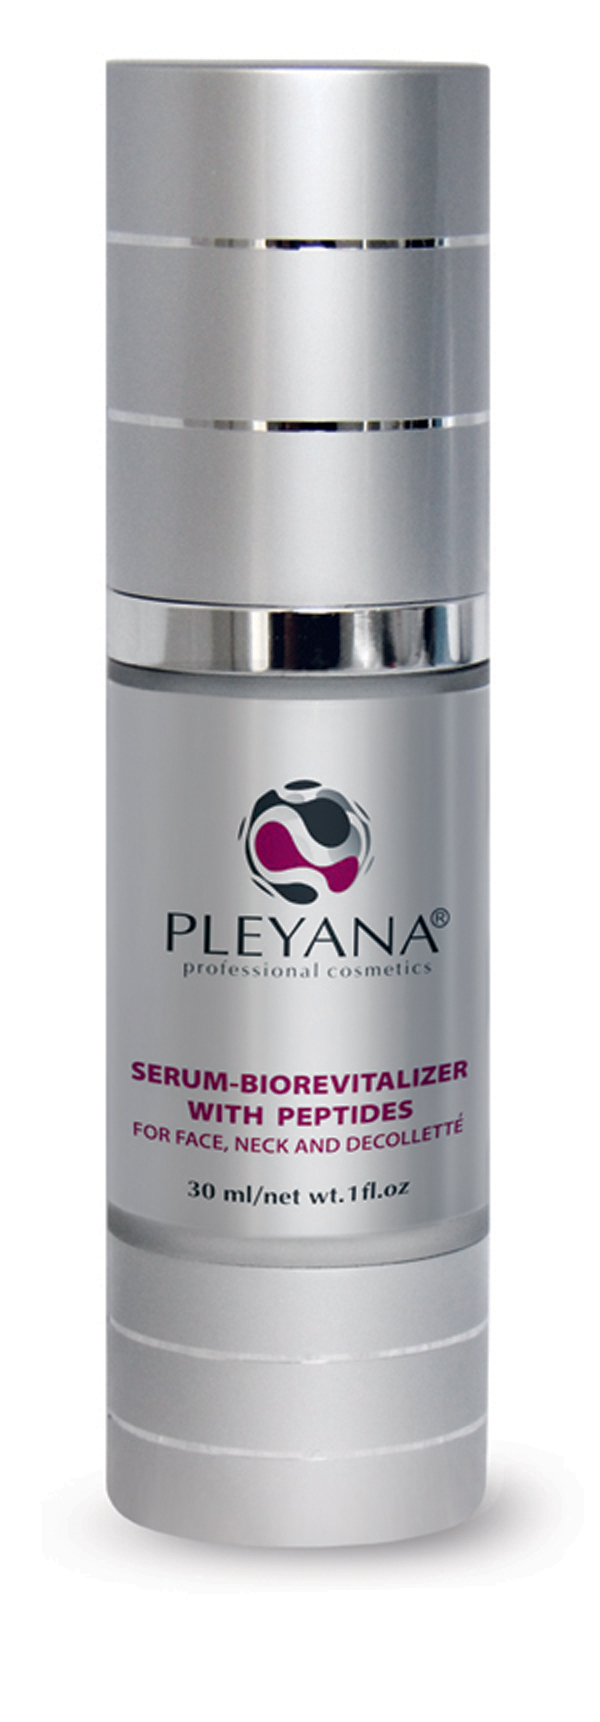 PLEYANA®
professional cosmetics
SERUM-BIOREVITALIZER
WITH PEPTIDES
FOR FACE, NECK AND DECOLLETTÉ
30 ml/net wt.1fl.oz